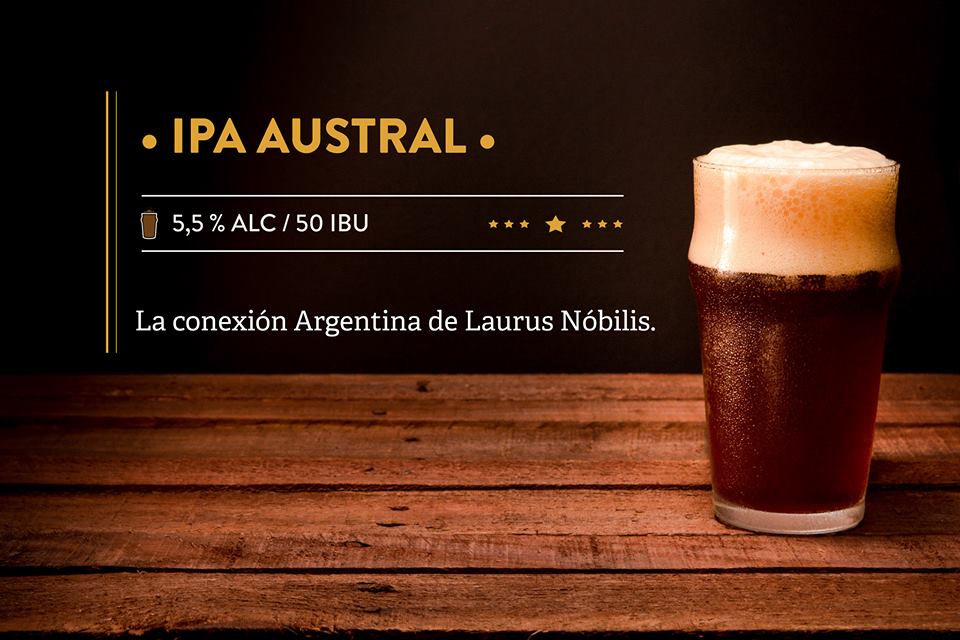 • IPA AUSTRAL •
5,5 % ALC / 50 IBU
La conexión Argentina de Laurus Nóbilis.